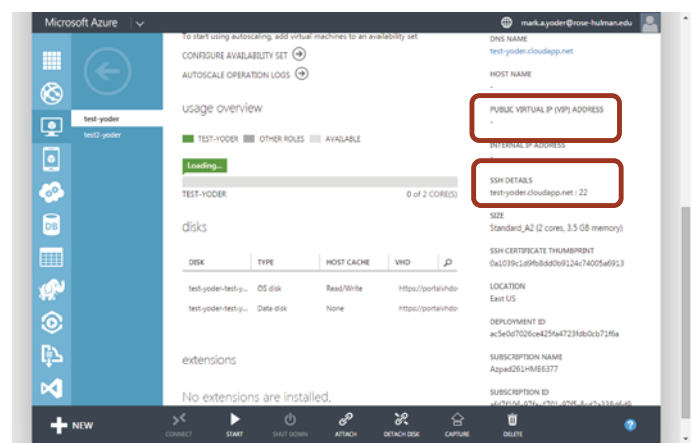 Microsoft Azure
mark.a.yoder@rose-hulman.edu
To start using autoscaling, add virtual machines to an availability set
CONFIGURE AVAILABILITY SET
AUTOSCALE OPERATION LOGS
test-yoder
test2-yoder
usage overview
TEST-YODER OTHER ROLES AVAILABLE
Loading...
TEST-YODER 0 of 2 CORE(S)
disks
DISK TYPE HOST CACHE VHD
test-yoder-test-y... OS disk Read/Write https://portalvhds
test-yoder-test-y... Data disk None https://portalvhds
extensions
No extensions are installed.
DNS NAME
test-yoder.cloudapp.net
HOST NAME
-
PUBLIC VIRTUAL IP (VIP) ADDRESS
-
INTERNAL IP ADDRESS
-
SSH DETAILS
test-yoder.cloudapp.net : 22
SIZE
Standard_A2 (2 cores, 3.5 GB memory)
SSH CERTIFICATE THUMBPRINT
LOCATION
East US
DEPLOYMENT ID
SUBSCRIPTION NAME
Azpad261HME6377
SUBSCRIPTION ID
DB
NEW
CONNECT START SHUT DOWN ATTACH DETACH DISK CAPTURE DELETE
?